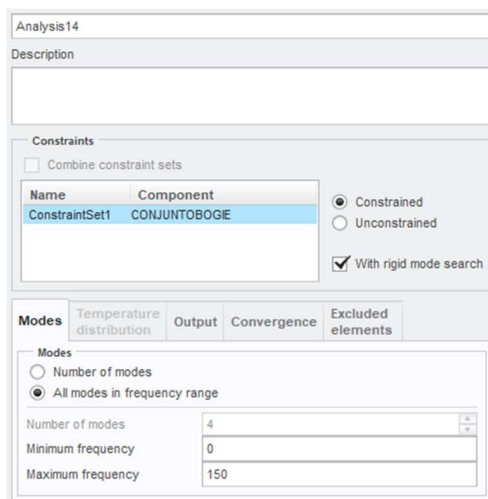 Analysis14
Description
Constraints
Combine constraint sets
Name Component
ConstraintSet1 CONJUNTOBOGIE
Constrained
Unconstrained
With rigid mode search
Modes Temperature distribution Output Convergence Excluded elements
Modes
Number of modes
All modes in frequency range
Number of modes 4
Minimum frequency 0
Maximum frequency 150